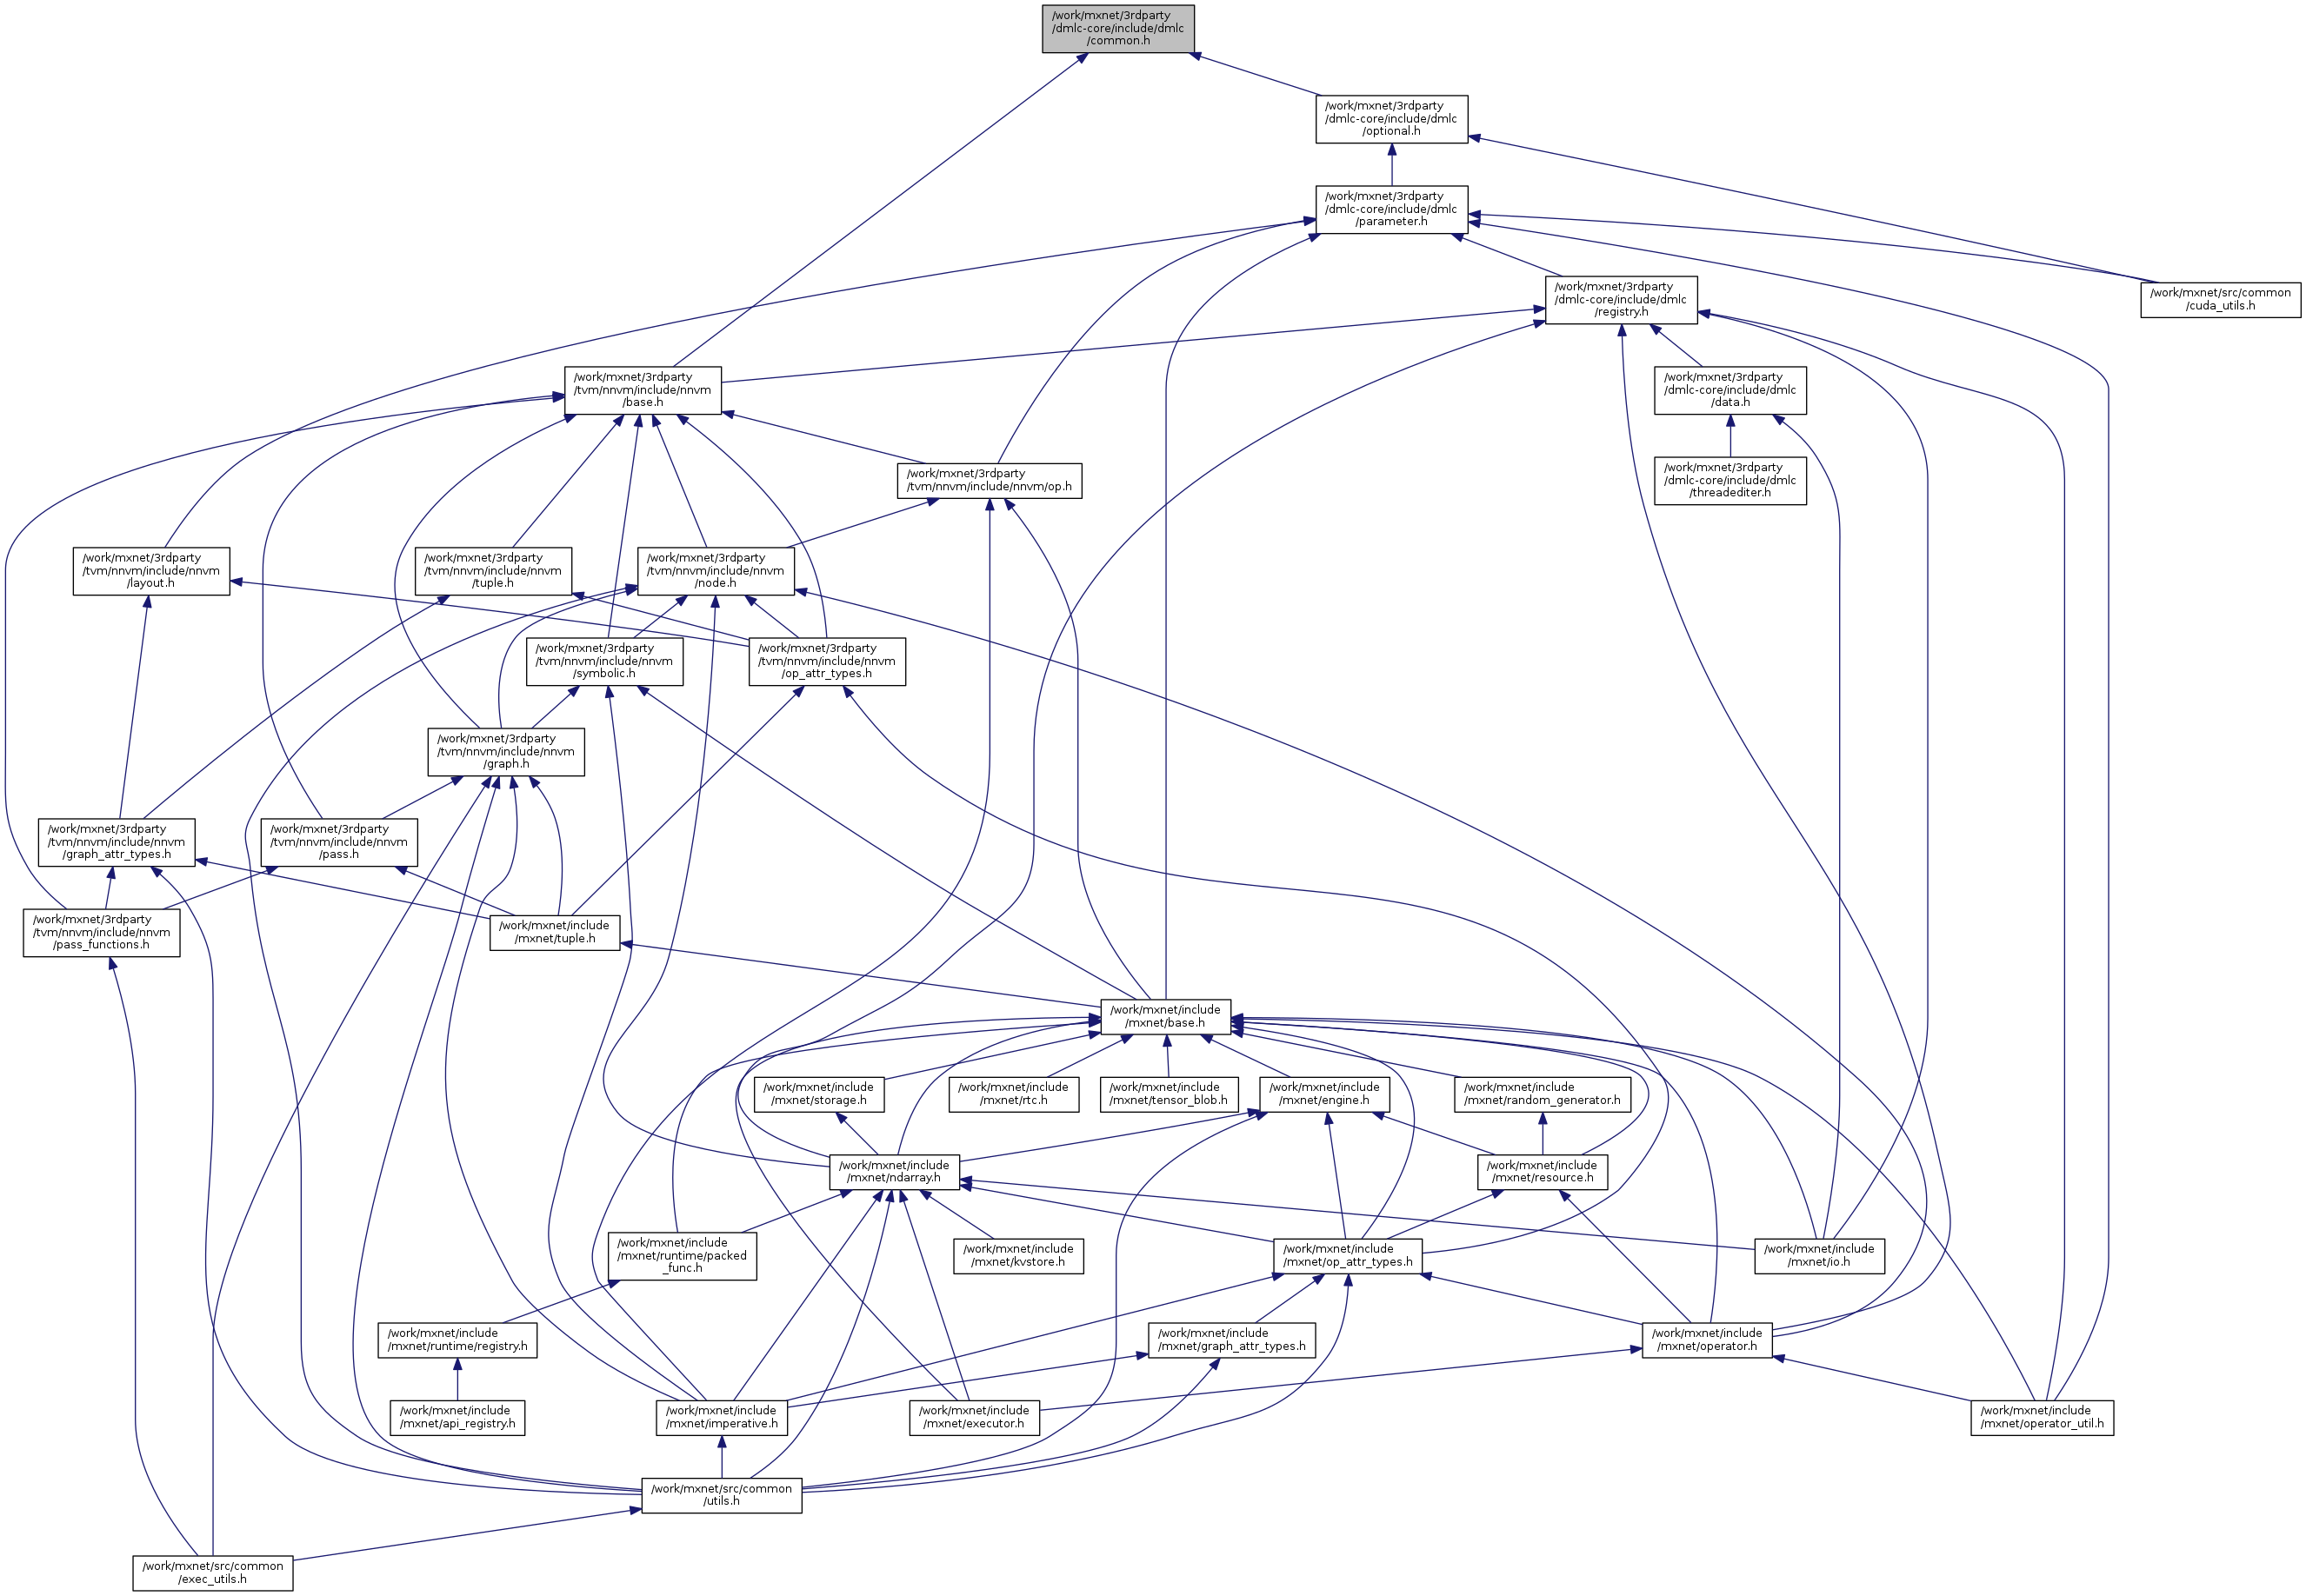 /work/mxnet/3rdparty
/dmlc-core/include/dmlc
/common.h
/work/mxnet/3rdparty
/dmlc-core/include/dmlc
/optional.h
/work/mxnet/3rdparty
/dmlc-core/include/dmlc
/parameter.h
/work/mxnet/3rdparty
/dmlc-core/include/dmlc
/registry.h
/work/mxnet/src/common
/cuda_utils.h
/work/mxnet/3rdparty
/tvm/nnvm/include/nnvm
/base.h
/work/mxnet/3rdparty
/dmlc-core/include/dmlc
/data.h
/work/mxnet/3rdparty
/tvm/nnvm/include/nnvm/op.h
/work/mxnet/3rdparty
/dmlc-core/include/dmlc
/threadediter.h
/work/mxnet/3rdparty
/tvm/nnvm/include/nnvm
/layout.h
/work/mxnet/3rdparty
/tvm/nnvm/include/nnvm
/tuple.h
/work/mxnet/3rdparty
/tvm/nnvm/include/nnvm
/node.h
/work/mxnet/3rdparty
/tvm/nnvm/include/nnvm
/symbolic.h
/work/mxnet/3rdparty
/tvm/nnvm/include/nnvm
/op_attr_types.h
/work/mxnet/3rdparty
/tvm/nnvm/include/nnvm
/graph.h
/work/mxnet/3rdparty
/tvm/nnvm/include/nnvm
/graph_attr_types.h
/work/mxnet/3rdparty
/tvm/nnvm/include/nnvm
/pass.h
/work/mxnet/3rdparty
/tvm/nnvm/include/nnvm
/pass_functions.h
/work/mxnet/include
/mxnet/tuple.h
/work/mxnet/include
/mxnet/base.h
/work/mxnet/include
/mxnet/storage.h
/work/mxnet/include
/mxnet/rtc.h
/work/mxnet/include
/mxnet/tensor_blob.h
/work/mxnet/include
/mxnet/engine.h
/work/mxnet/include
/mxnet/random_generator.h
/work/mxnet/include
/mxnet/ndarray.h
/work/mxnet/include
/mxnet/resource.h
/work/mxnet/include
/mxnet/runtime/packed
_func.h
/work/mxnet/include
/mxnet/kvstore.h
/work/mxnet/include
/mxnet/op_attr_types.h
/work/mxnet/include
/mxnet/io.h
/work/mxnet/include
/mxnet/runtime/registry.h
/work/mxnet/include
/mxnet/graph_attr_types.h
/work/mxnet/include
/mxnet/operator.h
/work/mxnet/include
/mxnet/api_registry.h
/work/mxnet/include
/mxnet/imperative.h
/work/mxnet/include
/mxnet/executor.h
/work/mxnet/include
/mxnet/operator_util.h
/work/mxnet/src/common
/utils.h
/work/mxnet/src/common
/exec_utils.h